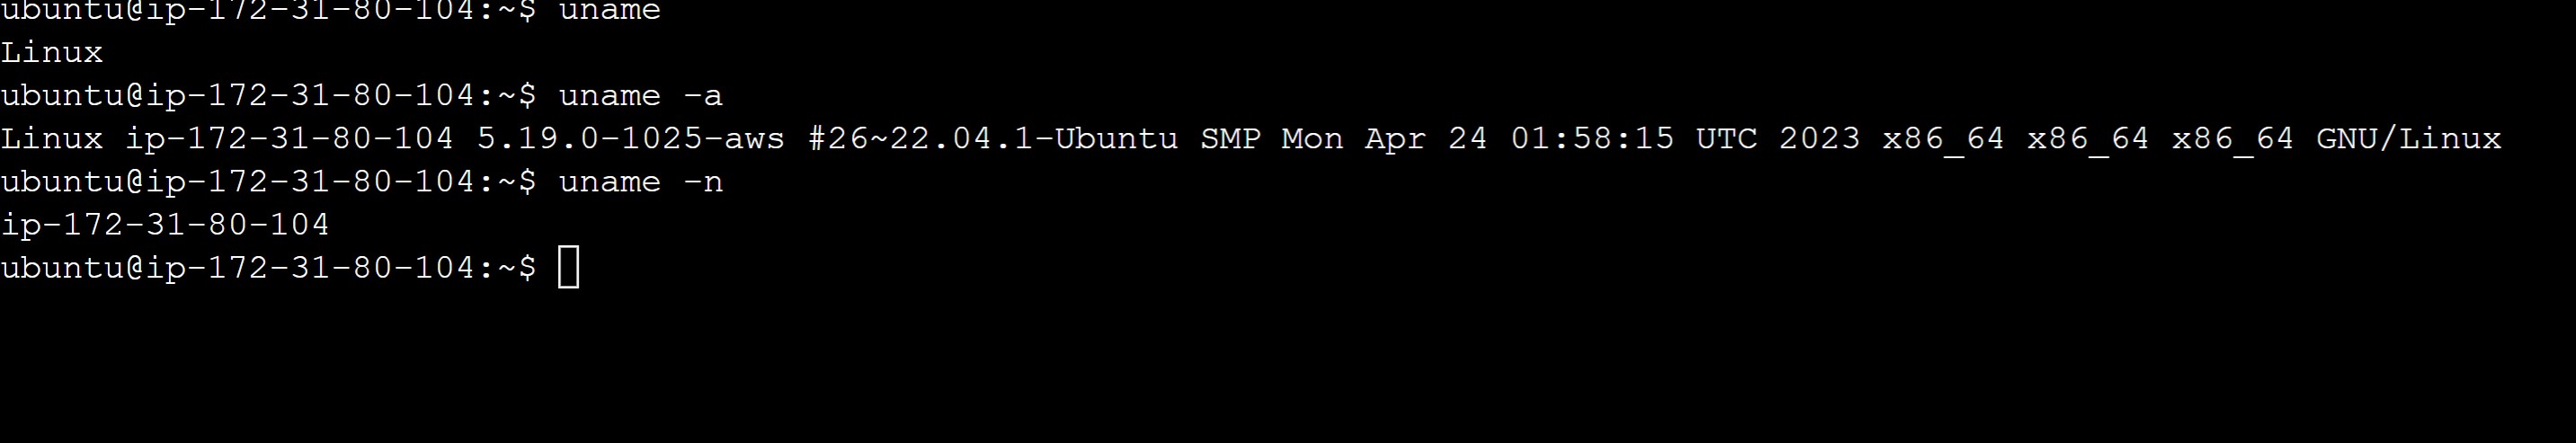 ubuntu@ip-172-31-80-104:~$ uname
Linux
ubuntu@ip-172-31-80-104:~$ uname -a
Linux ip-172-31-80-104 5.19.0-1025-aws #26~22.04.1-Ubuntu SMP Mon Apr 24 01:58:15 UTC 2023 x86_64 x86_64 x86_64 GNU/Linux
ubuntu@ip-172-31-80-104:~$ uname -n
ip-172-31-80-104
ubuntu@ip-172-31-80-104:~$